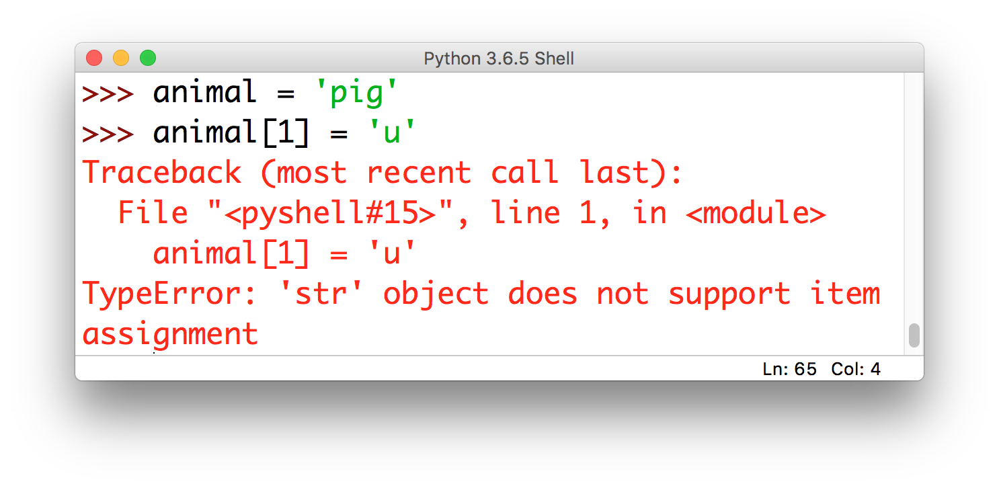 Python 3.6.5 Shell
>>> animal = 'pig'
>>> animal[1] = 'u'
Traceback (most recent call last):
  File "<pyshell#15>", line 1, in <module>
    animal[1] = 'u'
TypeError: 'str' object does not support item
assignment
Ln: 65 Col: 4